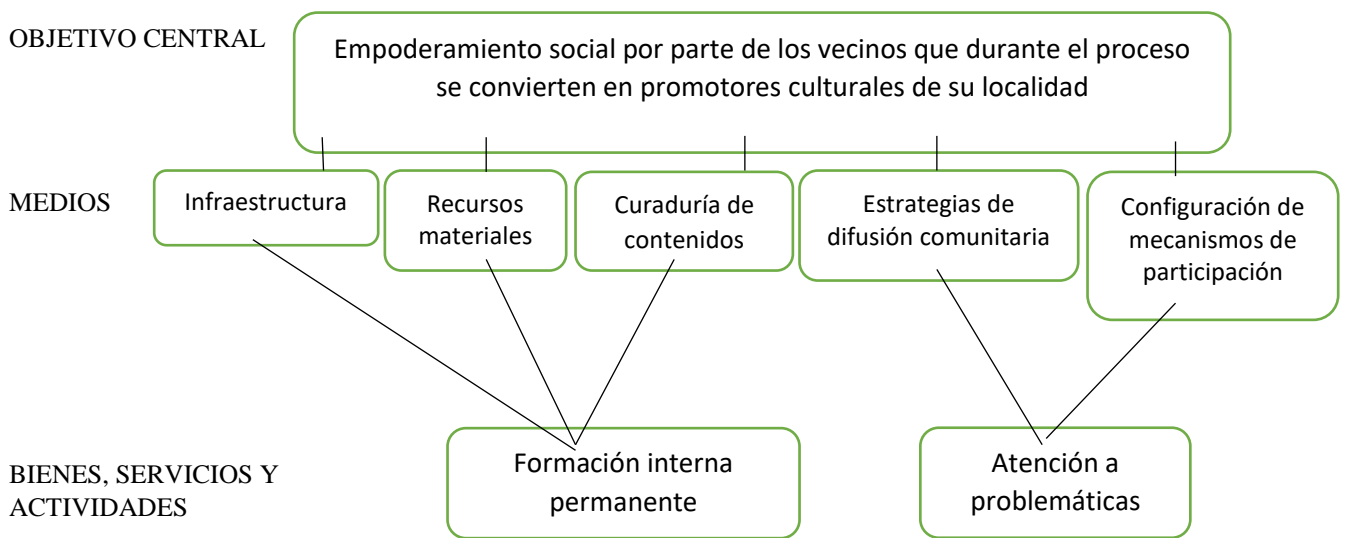 OBJETIVO CENTRAL
Empoderamiento social por parte de los vecinos que durante el proceso
se convierten en promotores culturales de su localidad
MEDIOS
Infraestructura
Recursos
materiales
Curaduría de
contenidos
Estrategias de
difusión comunitaria
Configuración de
mecanismos de
participación
BIENES, SERVICIOS Y
ACTIVIDADES
Formación interna
permanente
Atención a
problemáticas